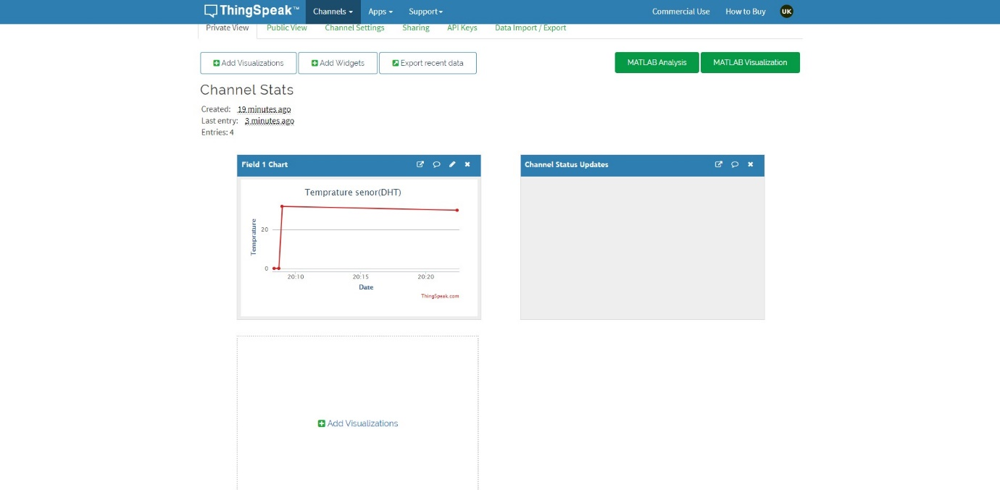 ThingSpeak™ Channels Apps Support Commercial Use How to Buy UK
Private View Public View Channel Settings Sharing API Keys Data Import / Export
Add Visualizations Add Widgets Export recent data MATLAB Analysis MATLAB Visualization
Channel Stats
Created: 19 minutes ago
Last entry: 3 minutes ago
Entries: 4
Field 1 Chart
Temprature senor(DHT)
Temprature
20
0
20:10 20:15 20:20
Date
ThingSpeak.com
Channel Status Updates
Add Visualizations